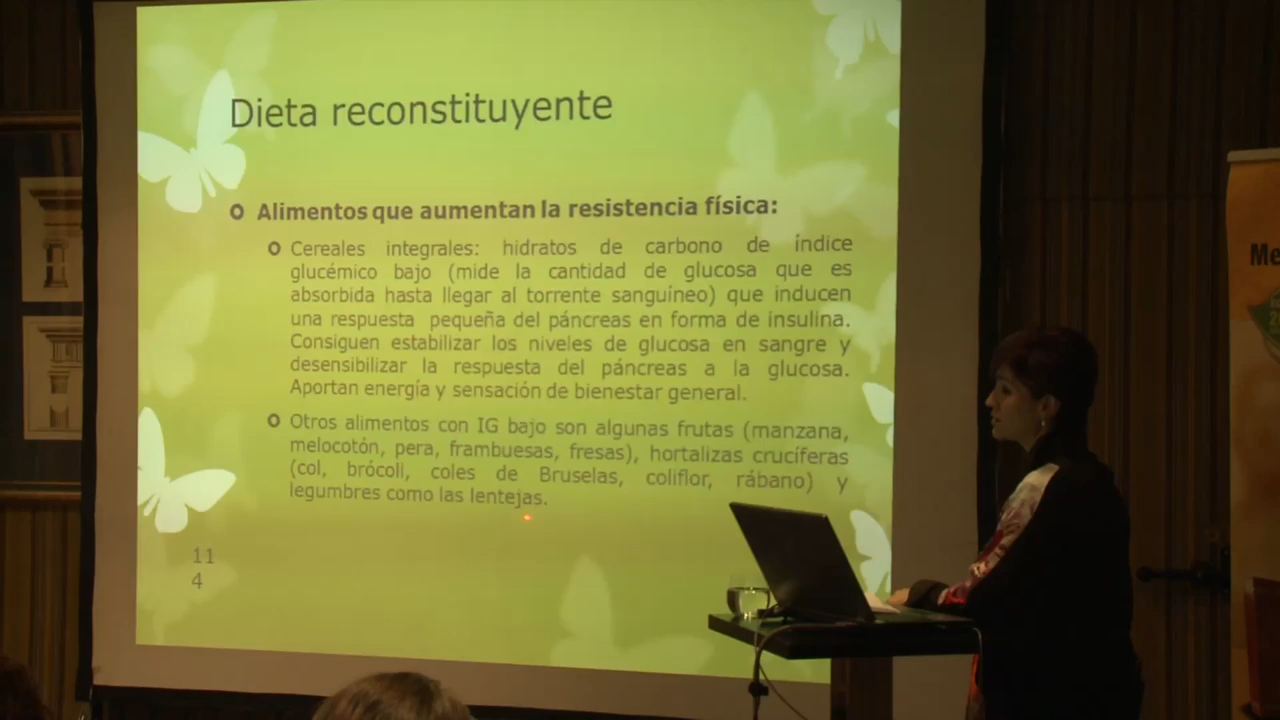 Dieta reconstituyente
Alimentos que aumentan la resistencia física:
Cereales integrales: hidratos de carbono de índice
glucémico bajo (mide la cantidad de glucosa que es
absorbida hasta llegar al torrente sanguíneo) que inducen
una respuesta pequeña del páncreas en forma de insulina.
Consiguen estabilizar los niveles de glucosa en sangre y
desensibilizar la respuesta del páncreas a la glucosa.
Aportan energía y sensación de bienestar general.
Otros alimentos con IG bajo son algunas frutas (manzana,
melocotón, pera, frambuesas, fresas), hortalizas crucíferas
(col, brócoli, coles de Bruselas, coliflor, rábano) y
legumbres como las lentejas.
11
4
Me